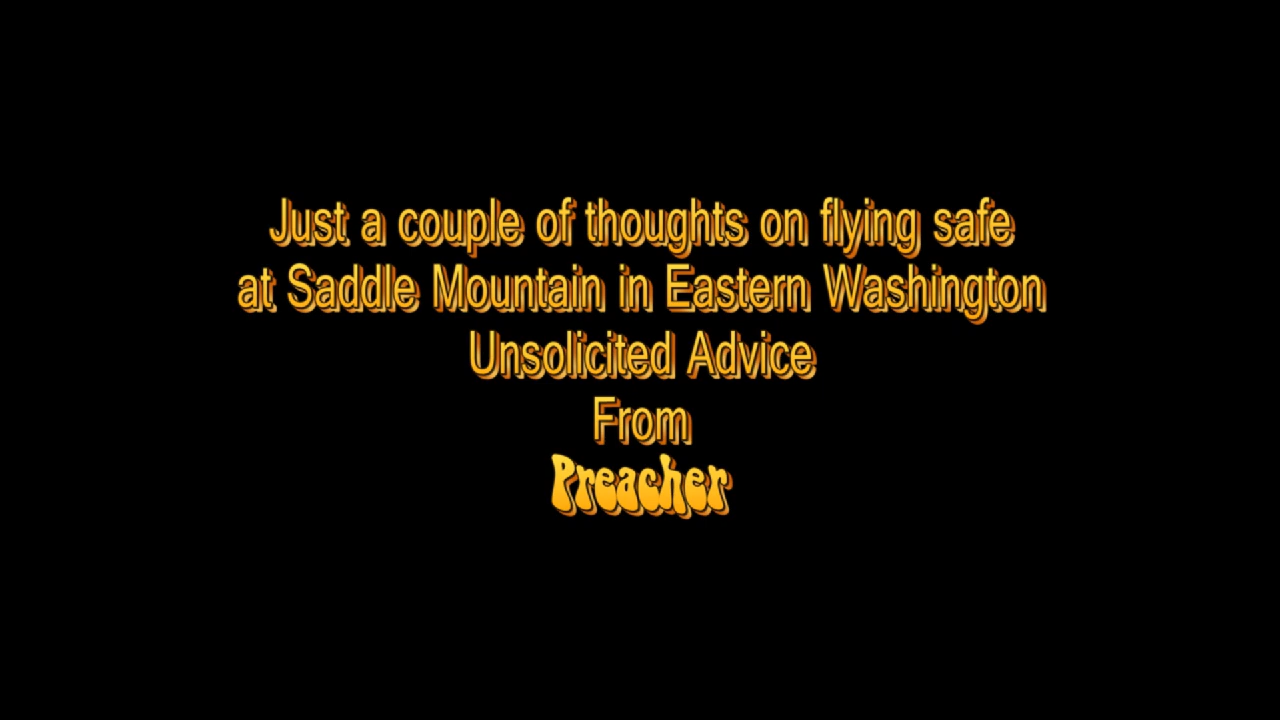 Just a couple of thoughts on flying safe
at Saddle Mountain in Eastern Washington
Unsolicited Advice
From
Preacher